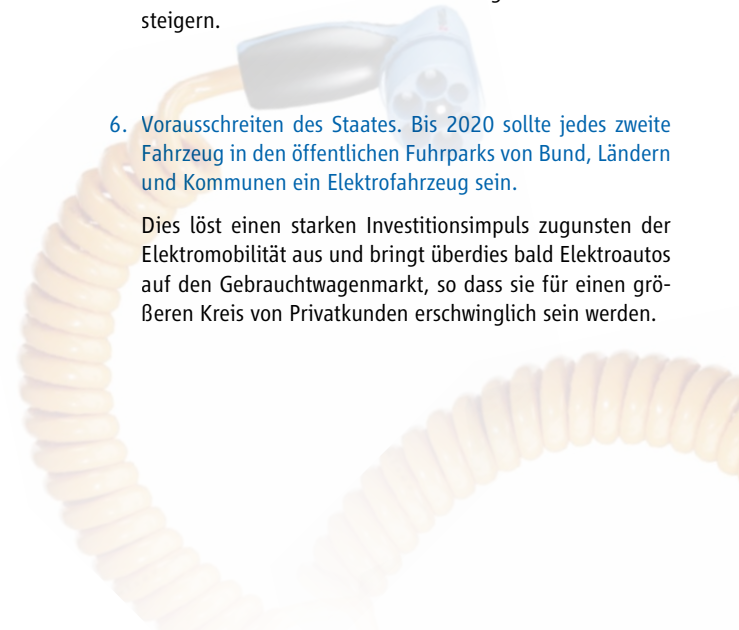 steigern.
6. Vorausschreiten des Staates. Bis 2020 sollte jedes zweite
Fahrzeug in den öffentlichen Fuhrparks von Bund, Ländern
und Kommunen ein Elektrofahrzeug sein.
Dies löst einen starken Investitionsimpuls zugunsten der
Elektromobilität aus und bringt überdies bald Elektroautos
auf den Gebrauchtwagenmarkt, so dass sie für einen grö-
ßeren Kreis von Privatkunden erschwinglich sein werden.